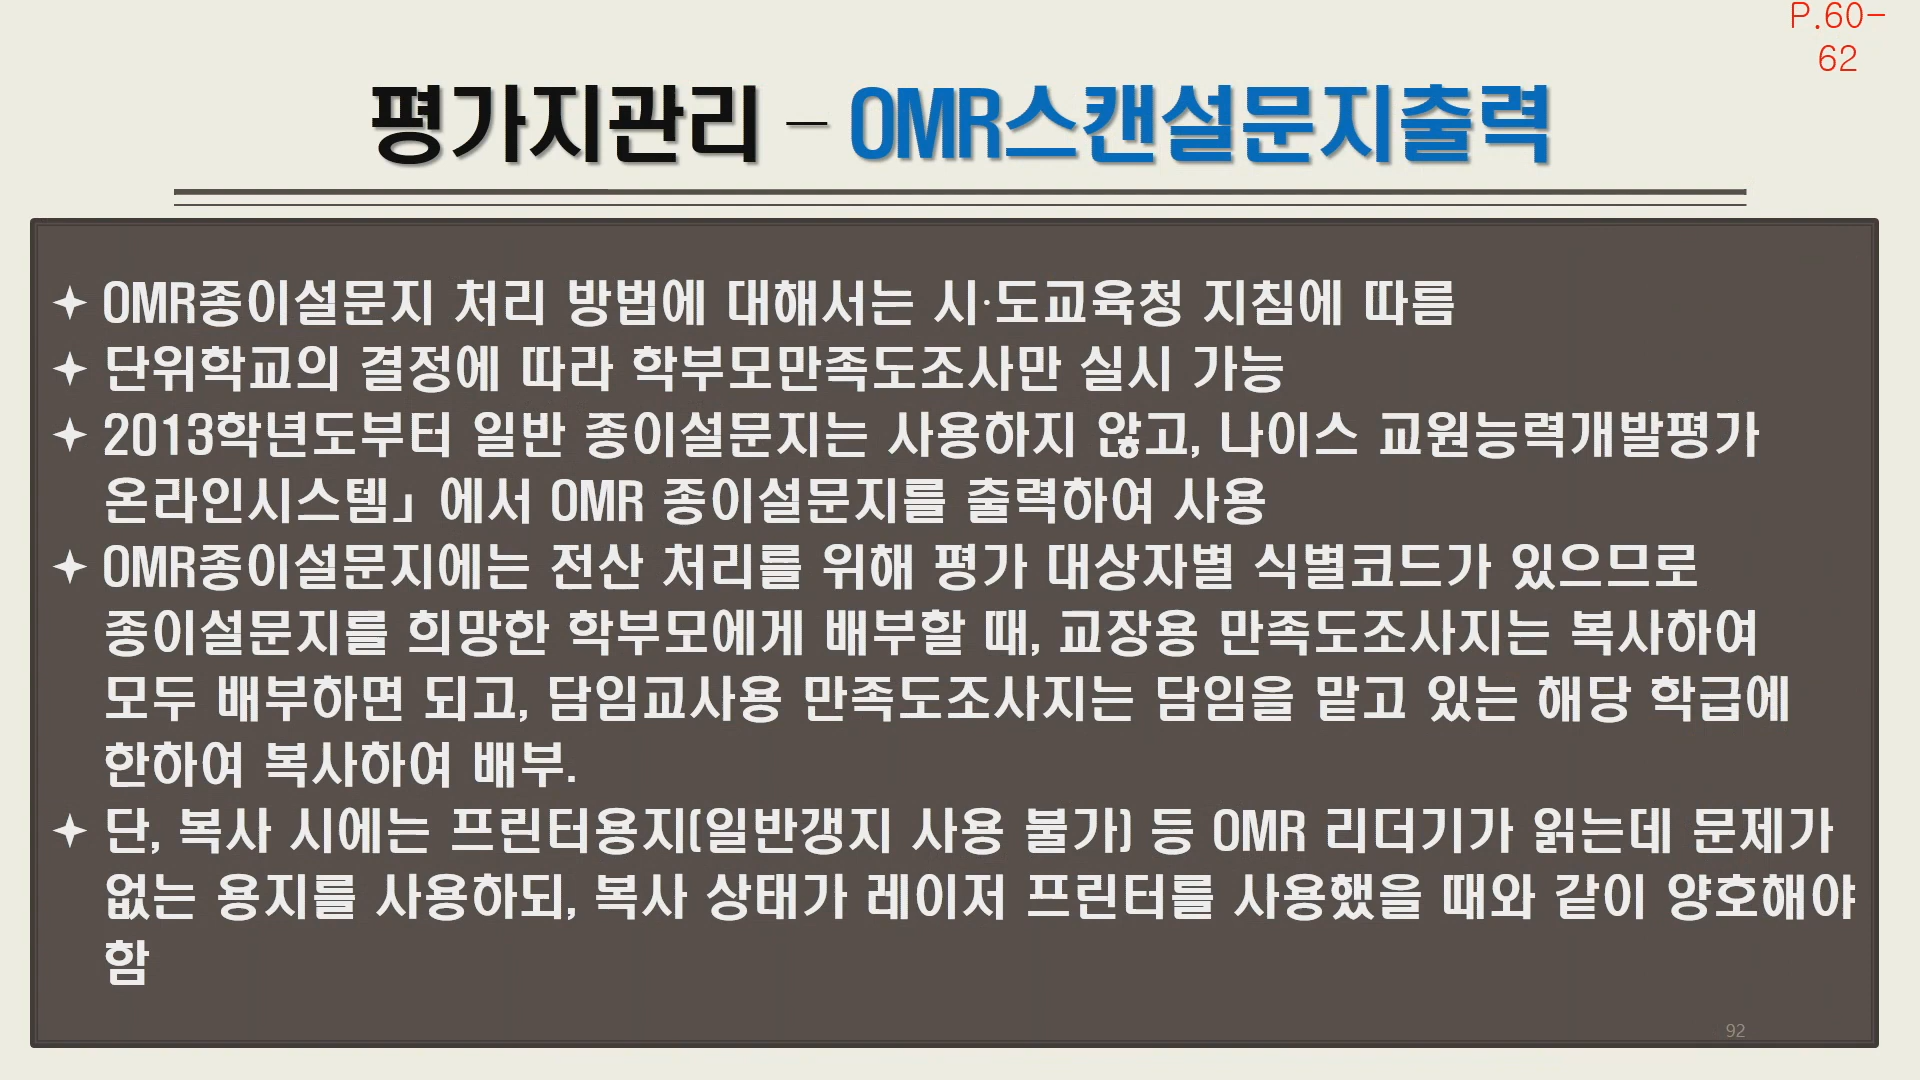 P.60-
62
평가지관리 – OMR스캔설문지출력
✦ OMR종이설문지 처리 방법에 대해서는 시·도교육청 지침에 따름
✦ 단위학교의 결정에 따라 학부모만족도조사만 실시 가능
✦ 2013학년도부터 일반 종이설문지는 사용하지 않고, 나이스 교원능력개발평가
온라인시스템」에서 OMR 종이설문지를 출력하여 사용
✦ OMR종이설문지에는 전산 처리를 위해 평가 대상자별 식별코드가 있으므로
종이설문지를 희망한 학부모에게 배부할 때, 교장용 만족도조사지는 복사하여
모두 배부하면 되고, 담임교사용 만족도조사지는 담임을 맡고 있는 해당 학급에
한하여 복사하여 배부.
✦ 단, 복사 시에는 프린터용지(일반갱지 사용 불가) 등 OMR 리더기가 읽는데 문제가
없는 용지를 사용하되, 복사 상태가 레이저 프린터를 사용했을 때와 같이 양호해야
함
92